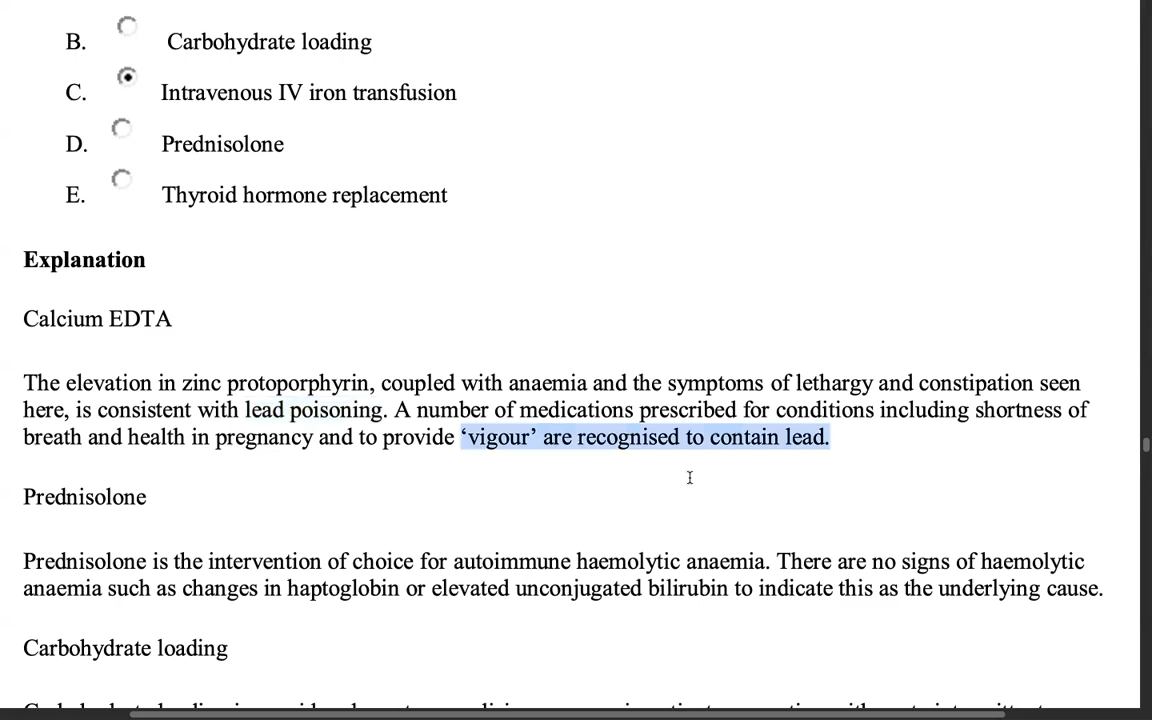 B. Carbohydrate loading
C. Intravenous IV iron transfusion
D. Prednisolone
E. Thyroid hormone replacement
Explanation
Calcium EDTA
The elevation in zinc protoporphyrin, coupled with anaemia and the symptoms of lethargy and constipation seen
here, is consistent with lead poisoning. A number of medications prescribed for conditions including shortness of
breath and health in pregnancy and to provide ‘vigour’ are recognised to contain lead.
Prednisolone
Prednisolone is the intervention of choice for autoimmune haemolytic anaemia. There are no signs of haemolytic
anaemia such as changes in haptoglobin or elevated unconjugated bilirubin to indicate this as the underlying cause.
Carbohydrate loading